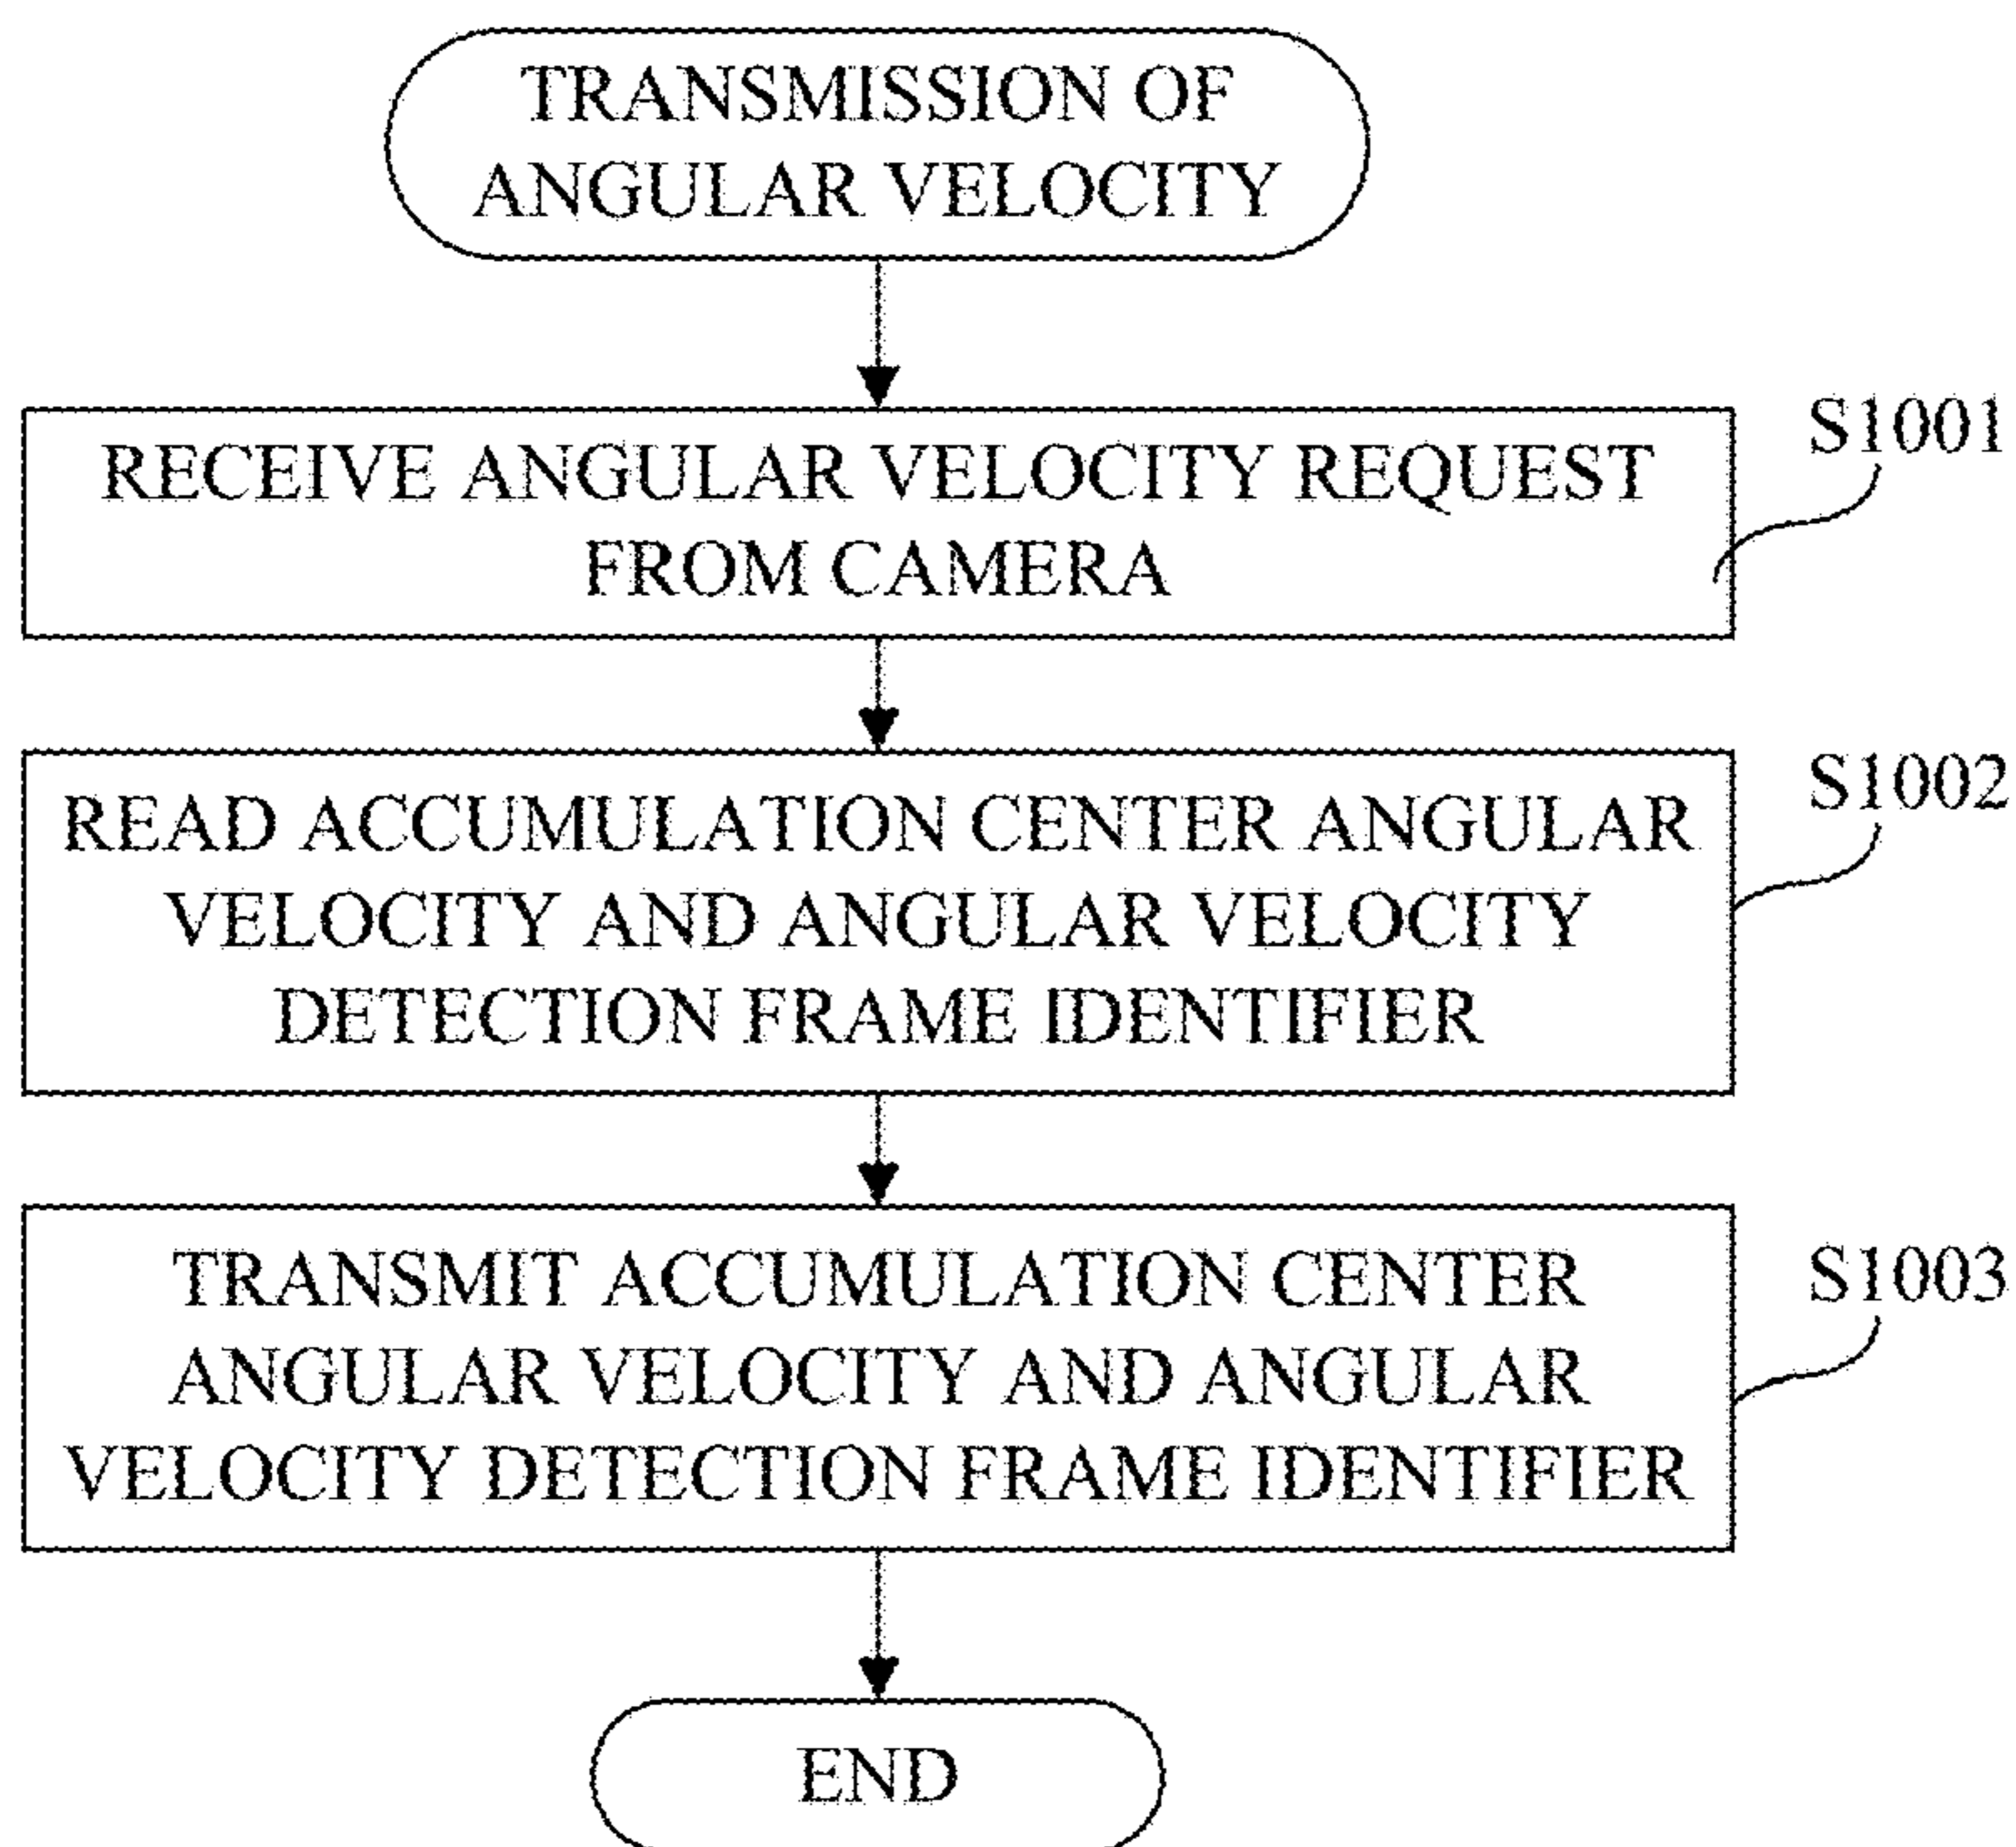 TRANSMISSION OF
ANGULAR VELOCITY
RECEIVE ANGULAR VELOCITY REQUEST
FROM CAMERA
S1001
READ ACCUMULATION CENTER ANGULAR
VELOCITY AND ANGULAR VELOCITY
DETECTION FRAME IDENTIFIER
S1002
TRANSMIT ACCUMULATION CENTER
ANGULAR VELOCITY AND ANGULAR
VELOCITY DETECTION FRAME IDENTIFIER
S1003
END